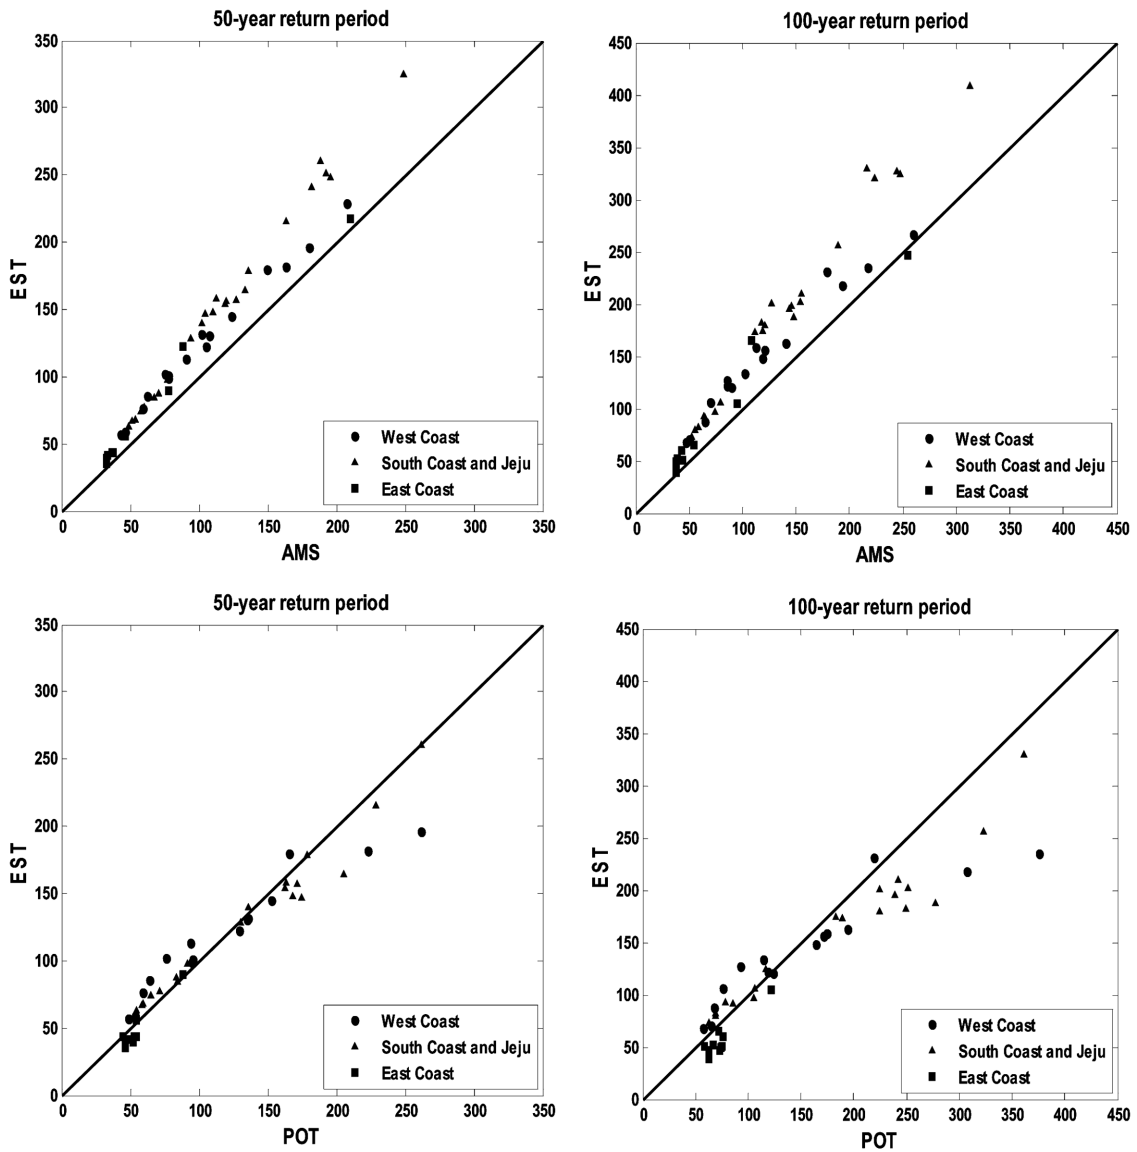 50-year return period
350
300
250
200
150
100
50
0
EST
0 50 100 150 200 250 300 350
AMS
West Coast
South Coast and Jeju
East Coast
100-year return period
450
400
350
300
250
200
150
100
50
0
EST
0 50 100 150 200 250 300 350 400 450
AMS
West Coast
South Coast and Jeju
East Coast
50-year return period
350
300
250
200
150
100
50
0
EST
0 50 100 150 200 250 300 350
POT
West Coast
South Coast and Jeju
East Coast
100-year return period
450
400
350
300
250
200
150
100
50
0
EST
0 50 100 150 200 250 300 350 400 450
POT
West Coast
South Coast and Jeju
East Coast